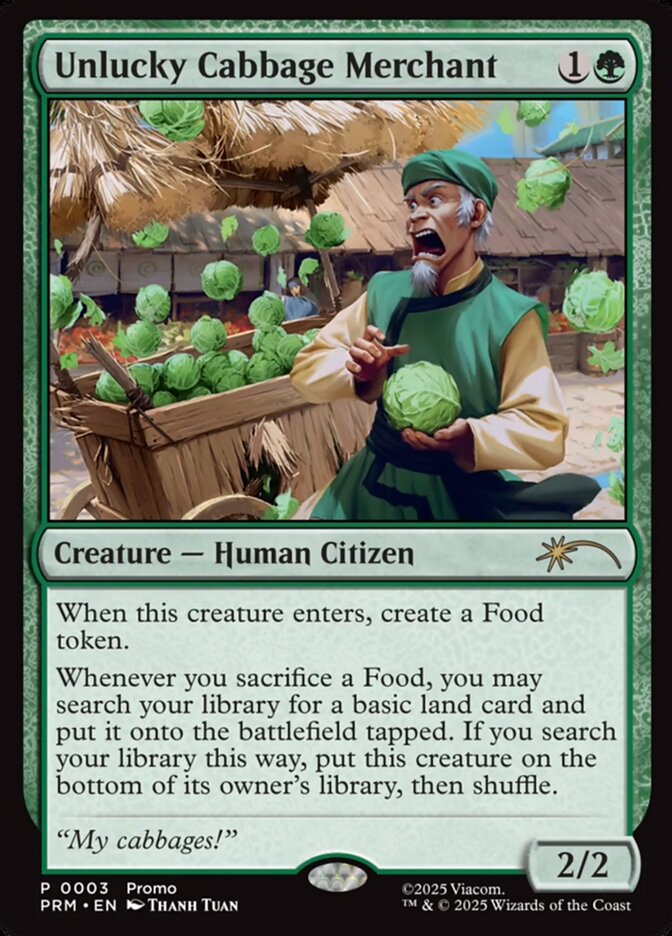 Unlucky Cabbage Merchant 1
Creature — Human Citizen
When this creature enters, create a Food
token.
Whenever you sacrifice a Food, you may
search your library for a basic land card and
put it onto the battlefield tapped. If you search
your library this way, put this creature on the
bottom of its owner's library, then shuffle.
“My cabbages!”
2/2
P 0003 Promo
PRM • EN Thanh Tuan
©2025 Viacom.
™ & © 2025 Wizards of the Coast